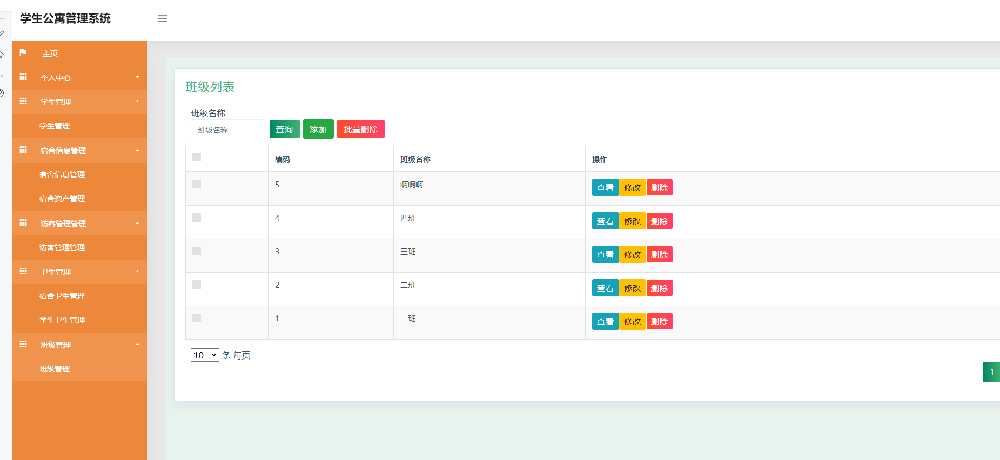 学生公寓管理系统
主页
个人中心
学生管理
学生管理
宿舍信息管理
宿舍信息管理
宿舍资产管理
访客管理管理
访客管理管理
卫生管理
宿舍卫生管理
学生卫生管理
班级管理
班级管理
班级列表
班级名称
班级名称 查询 添加 批量删除
编码 班级名称 操作
5 啊啊啊 查看 修改 删除
4 四班 查看 修改 删除
3 三班 查看 修改 删除
2 二班 查看 修改 删除
1 一班 查看 修改 删除
10 条 每页
1